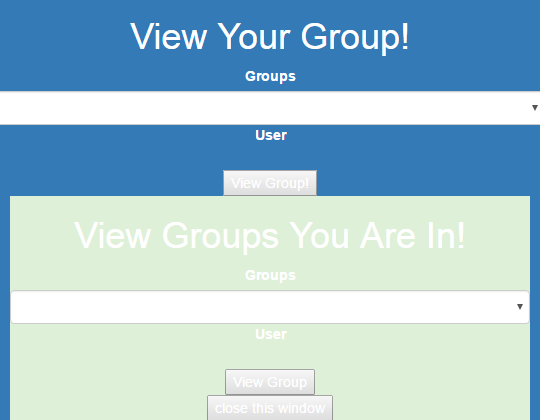 View Your Group!
Groups
User
View Group!
View Groups You Are In!
Groups
User
View Group
close this window